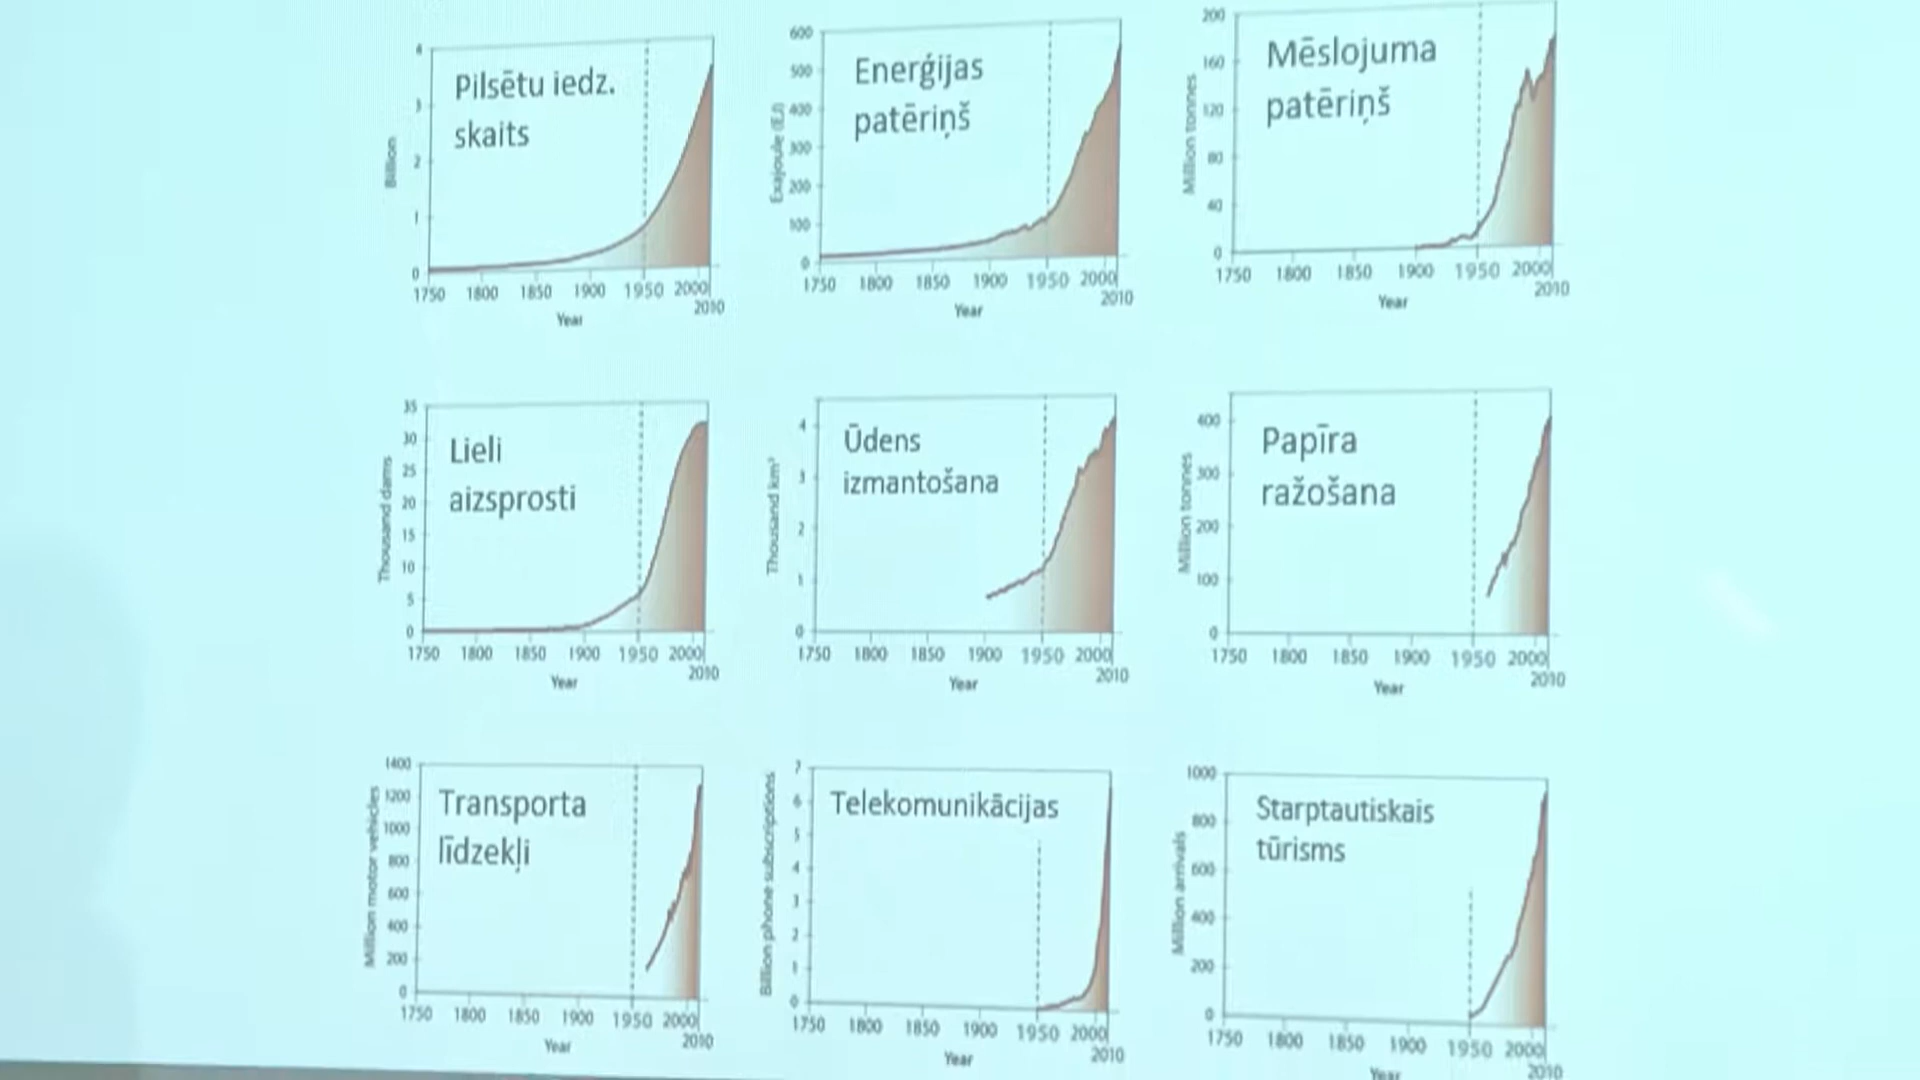 Pilsētu iedz.
skaits
Billion
4
3
2
1
0
1750 1800 1850 1900 1950 2000
2010
Year
Enerģijas
patēriņš
Exajoule (EJ)
600
500
400
300
200
100
0
1750 1800 1850 1900 1950 2000
2010
Year
Mēslojuma
patēriņš
Million tonnes
200
160
120
80
40
0
1750 1800 1850 1900 1950 2000
2010
Year
Lieli
aizsprosti
Thousand dams
35
30
25
20
15
10
5
0
1750 1800 1850 1900 1950 2000
2010
Year
Ūdens
izmantošana
Thousand km³
4
3
2
1
0
1750 1800 1850 1900 1950 2000
2010
Year
Papīra
ražošana
Million tonnes
400
300
200
100
0
1750 1800 1850 1900 1950 2000
2010
Year
Transporta
līdzekļi
Million motor vehicles
1400
1200
1000
800
600
400
200
0
1750 1800 1850 1900 1950 2000
2010
Year
Telekomunikācijas
Billion phone subscriptions
7
6
5
4
3
2
1
0
1750 1800 1850 1900 1950 2000
2010
Year
Starptautiskais
tūrisms
Million arrivals
1000
800
600
400
200
0
1750 1800 1850 1900 1950 2000
2010
Year